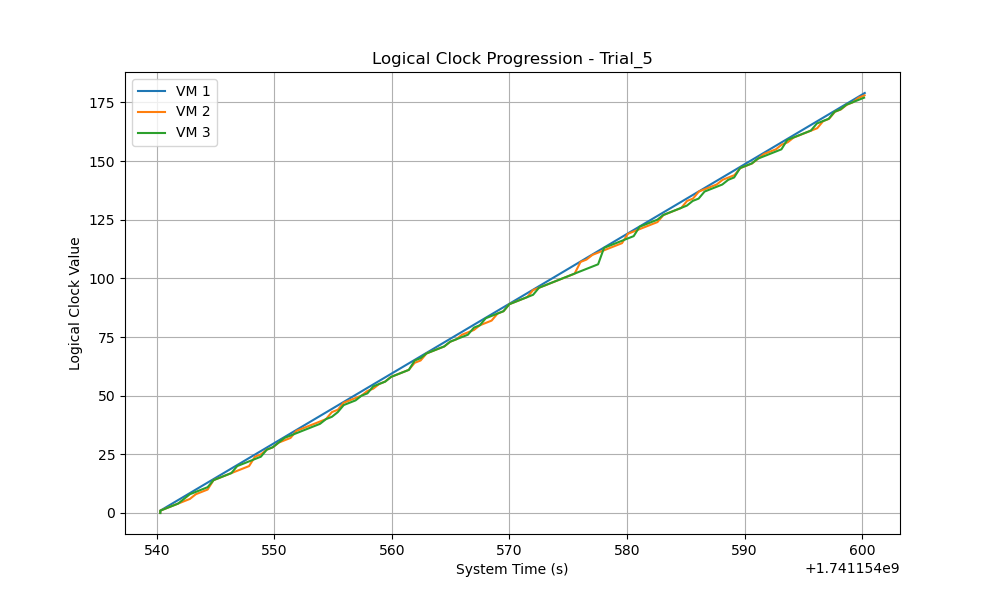 Logical Clock Progression - Trial_5
VM 1
VM 2
VM 3
175
150
125
100
75
50
25
0
Logical Clock Value
540
550
560
570
580
590
600
System Time (s)
+1.741154e9